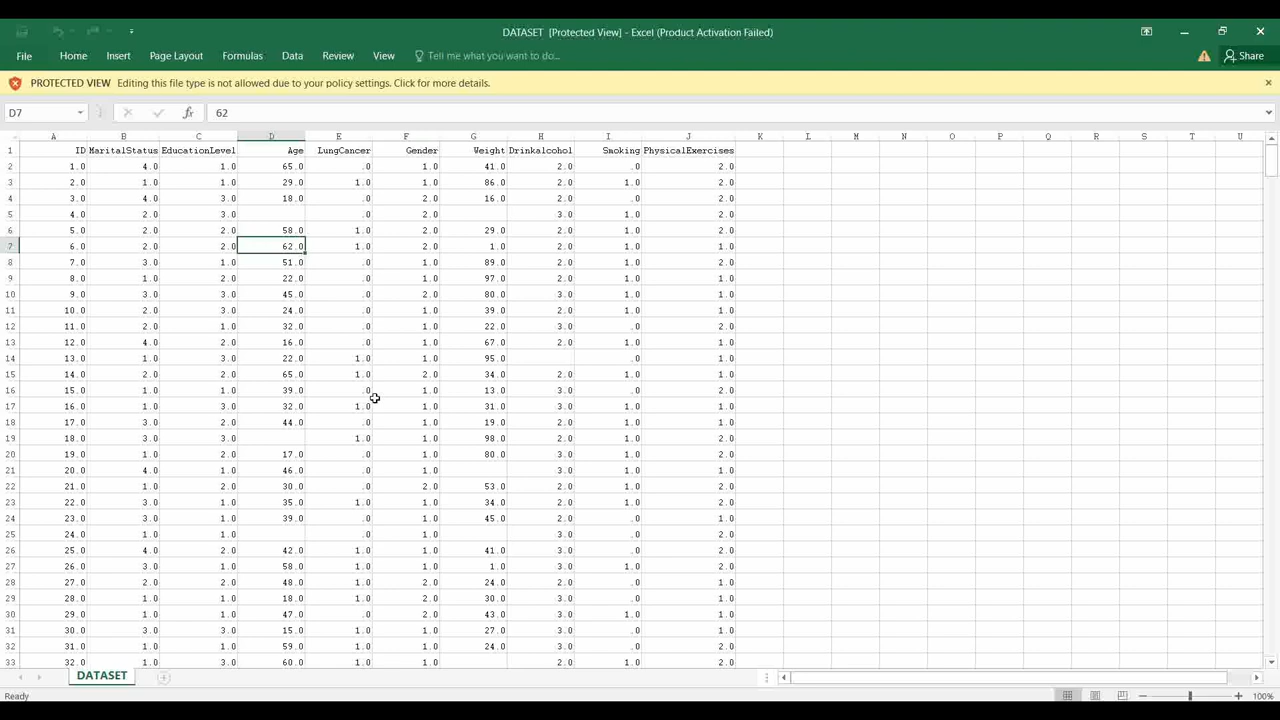 DATASET [Protected View] - Excel (Product Activation Failed)
File Home Insert Page Layout Formulas Data Review View Tell me what you want to do... Share
PROTECTED VIEW Editing this file type is not allowed due to your policy settings. Click for more details.
D7 fx 62
A B C D E F G H I J K L M N O P Q R S T U
1 ID MaritalStatus EducationLevel Age LungCancer Gender Weight Drinkalcohol Smoking PhysicalExercises
2 1.0 4.0 1.0 65.0 .0 1.0 41.0 2.0 .0 2.0
3 2.0 1.0 1.0 29.0 1.0 1.0 86.0 2.0 1.0 2.0
4 3.0 4.0 3.0 18.0 .0 2.0 16.0 2.0 .0 2.0
5 4.0 2.0 3.0 .0 2.0 3.0 1.0 2.0
6 5.0 2.0 2.0 58.0 1.0 2.0 29.0 2.0 1.0 2.0
7 6.0 2.0 2.0 62.0 1.0 2.0 1.0 2.0 1.0 1.0
8 7.0 3.0 1.0 51.0 .0 1.0 89.0 2.0 1.0 2.0
9 8.0 1.0 2.0 22.0 .0 1.0 97.0 2.0 1.0 1.0
10 9.0 3.0 3.0 45.0 .0 2.0 80.0 3.0 1.0 1.0
11 10.0 2.0 3.0 24.0 .0 1.0 39.0 2.0 1.0 1.0
12 11.0 2.0 1.0 32.0 .0 1.0 22.0 3.0 .0 2.0
13 12.0 4.0 2.0 16.0 .0 1.0 67.0 2.0 1.0 1.0
14 13.0 1.0 3.0 22.0 1.0 1.0 95.0 .0 1.0
15 14.0 2.0 2.0 65.0 1.0 2.0 34.0 2.0 1.0 1.0
16 15.0 1.0 1.0 39.0 .0 1.0 13.0 3.0 .0 2.0
17 16.0 1.0 3.0 32.0 1.0 1.0 31.0 3.0 1.0 1.0
18 17.0 3.0 2.0 44.0 .0 1.0 19.0 2.0 1.0 1.0
19 18.0 3.0 3.0 1.0 1.0 98.0 2.0 1.0 2.0
20 19.0 1.0 2.0 17.0 .0 1.0 80.0 3.0 1.0 2.0
21 20.0 4.0 1.0 46.0 .0 1.0 3.0 1.0 1.0
22 21.0 1.0 2.0 30.0 .0 2.0 53.0 2.0 1.0 2.0
23 22.0 3.0 1.0 35.0 1.0 1.0 34.0 2.0 1.0 2.0
24 23.0 3.0 1.0 39.0 .0 1.0 45.0 2.0 .0 1.0
25 24.0 1.0 1.0 .0 1.0 3.0 .0 2.0
26 25.0 4.0 2.0 42.0 1.0 1.0 41.0 3.0 .0 2.0
27 26.0 3.0 1.0 58.0 1.0 1.0 1.0 3.0 1.0 2.0
28 27.0 2.0 2.0 48.0 1.0 2.0 24.0 2.0 .0 1.0
29 28.0 1.0 1.0 18.0 1.0 2.0 30.0 3.0 .0 1.0
30 29.0 1.0 1.0 47.0 .0 2.0 43.0 3.0 1.0 1.0
31 30.0 3.0 3.0 15.0 1.0 1.0 27.0 3.0 .0 1.0
32 31.0 1.0 1.0 59.0 1.0 1.0 24.0 3.0 .0 2.0
33 32.0 1.0 3.0 60.0 1.0 1.0 2.0 1.0 2.0
DATASET
Ready 100%